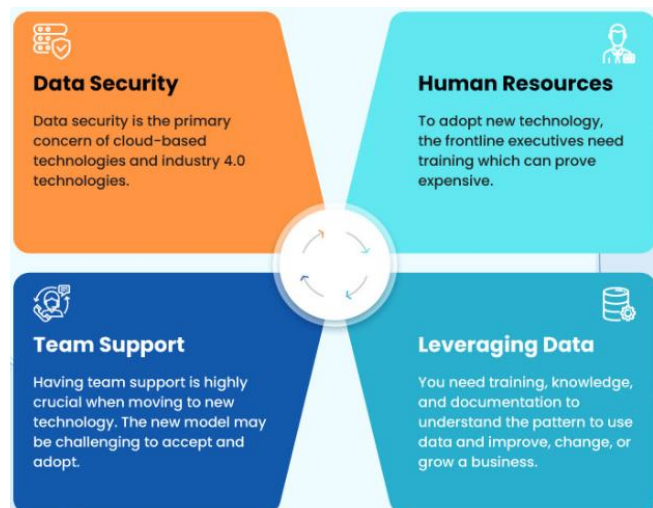 Data Security
Data security is the primary
concern of cloud-based
technologies and industry 4.0
technologies.
Human Resources
To adopt new technology,
the frontline executives need
training which can prove
expensive.
Team Support
Having team support is highly
crucial when moving to new
technology. The new model may
be challenging to accept and
adopt.
Leveraging Data
You need training, knowledge,
and documentation to
understand the pattern to use
data and improve, change, or
grow a business.